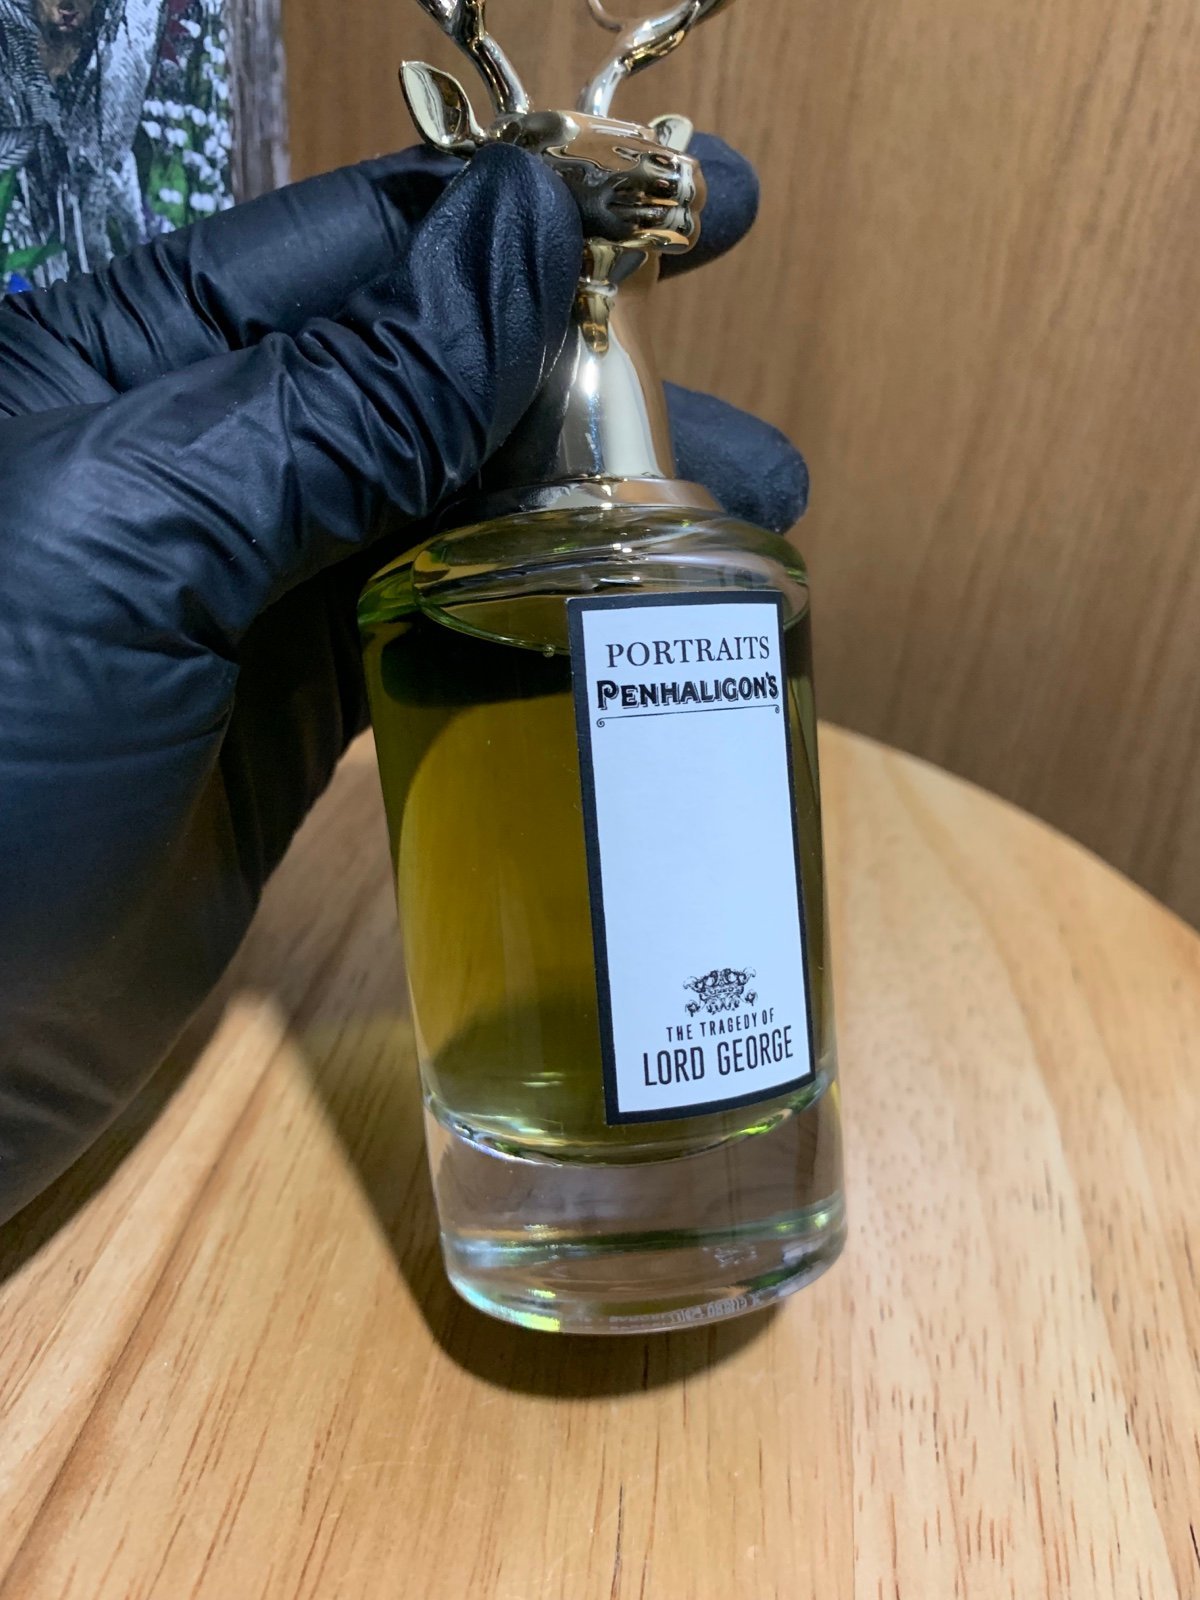 PORTRAITS
PENHALIGON'S
THE TRAGEDY OF
LORD GEORGE